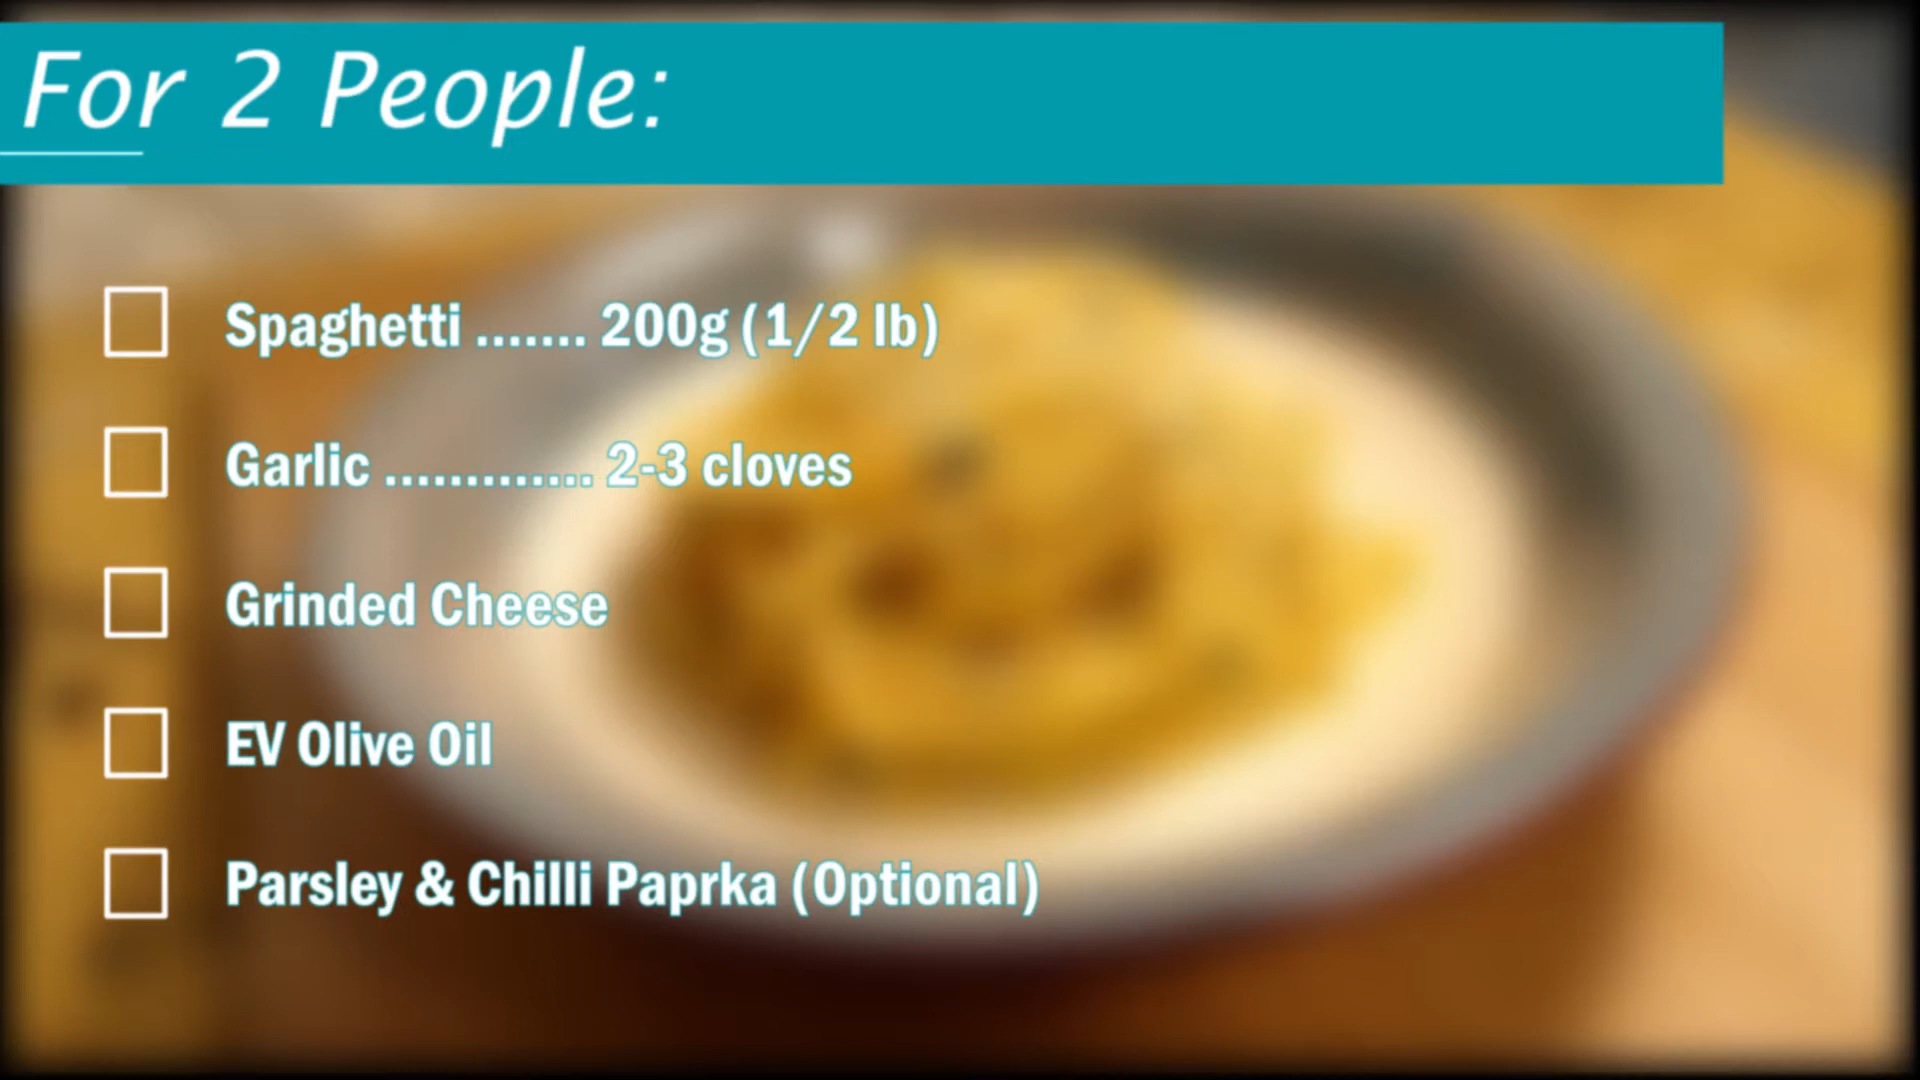 For 2 People:
Spaghetti ....... 200g (1/2 lb)
Garlic ............. 2-3 cloves
Grinded Cheese
EV Olive Oil
Parsley & Chilli Paprka (Optional)